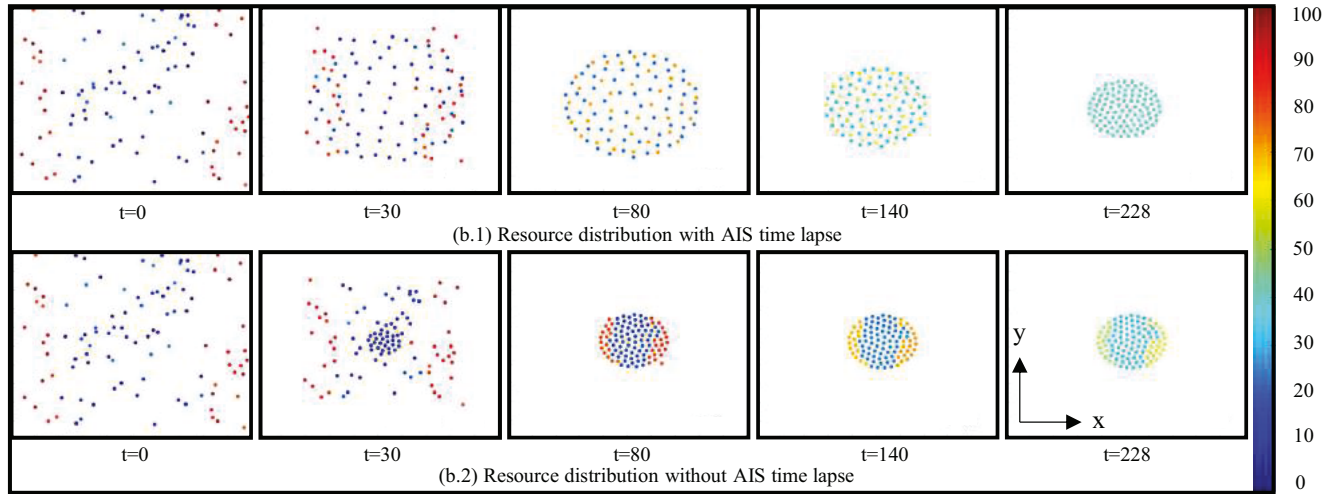 t=0 t=30 t=80 t=140 t=228
(b.1) Resource distribution with AIS time lapse
y
x
t=0 t=30 t=80 t=140 t=228
(b.2) Resource distribution without AIS time lapse
100
90
80
70
60
50
40
30
20
10
0